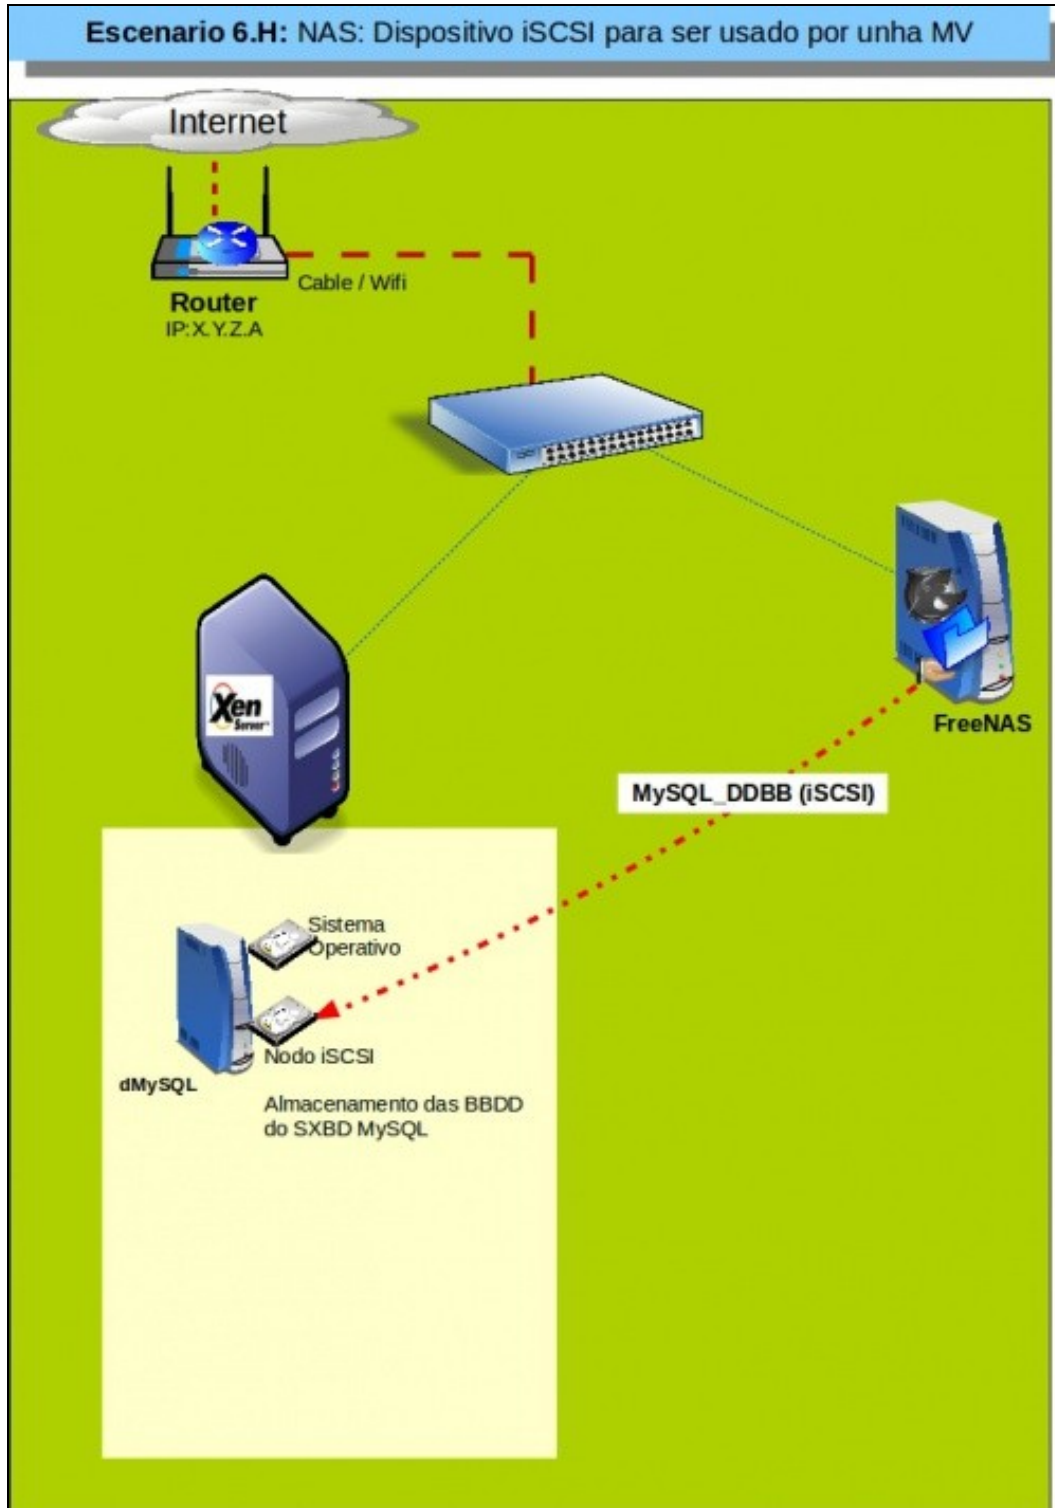 Escenario 6.H: NAS: Dispositivo iSCSI para ser usado por unha MV
Internet
Cable / Wifi
Router
IP:X.Y.Z.A
Xen
Server
FreeNAS
MySQL_DDBB (iSCSI)
Sistema
Operativo
Nodo iSCSI
dMySQL
Almacenamento das BBDD
do SXBD MySQL